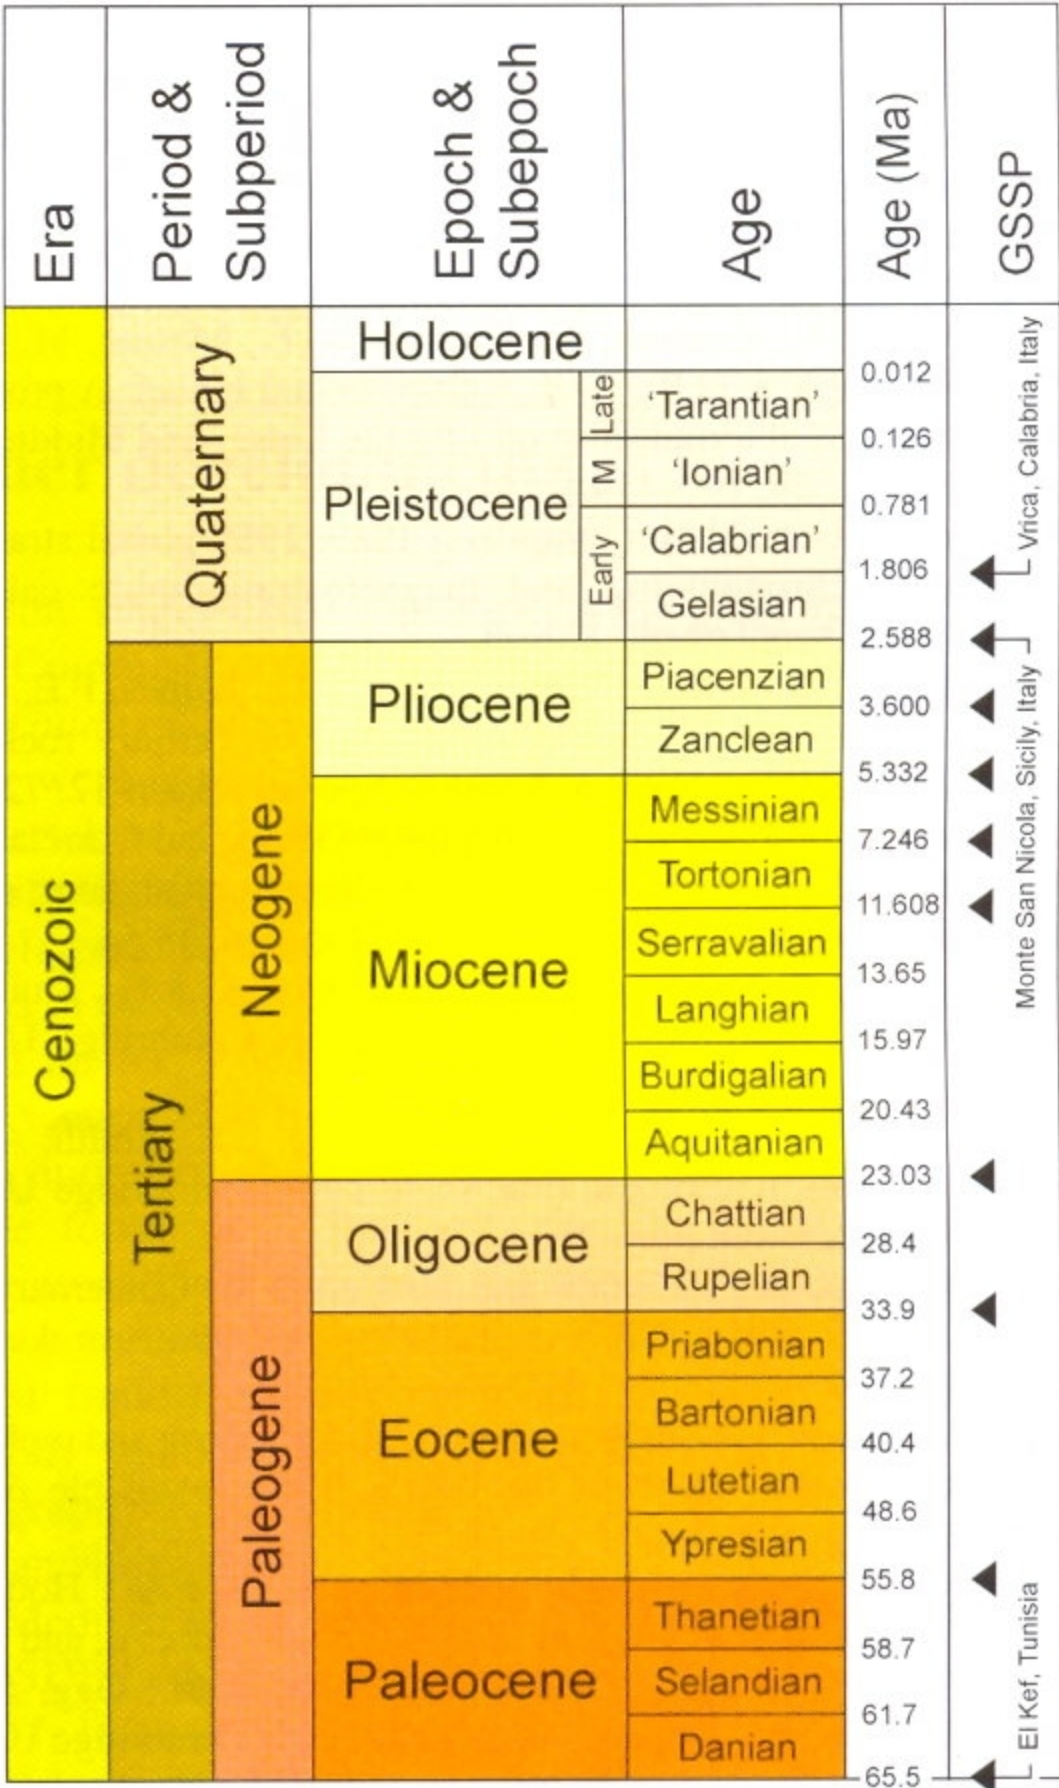 Era
Period &
Subperiod
Epoch &
Subepoch
Age
Age (Ma)
GSSP
Cenozoic
Quaternary
Tertiary
Neogene
Paleogene
Holocene
Pleistocene
Late
M
Early
Pliocene
Miocene
Oligocene
Eocene
Paleocene
‘Tarantian’
‘Ionian’
‘Calabrian’
Gelasian
Piacenzian
Zanclean
Messinian
Tortonian
Serravalian
Langhian
Burdigalian
Aquitanian
Chattian
Rupelian
Priabonian
Bartonian
Lutetian
Ypresian
Thanetian
Selandian
Danian
0.012
0.126
0.781
1.806
2.588
3.600
5.332
7.246
11.608
13.65
15.97
20.43
23.03
28.4
33.9
37.2
40.4
48.6
55.8
58.7
61.7
65.5
Vrica, Calabria, Italy
Monte San Nicola, Sicily, Italy
El Kef, Tunisia